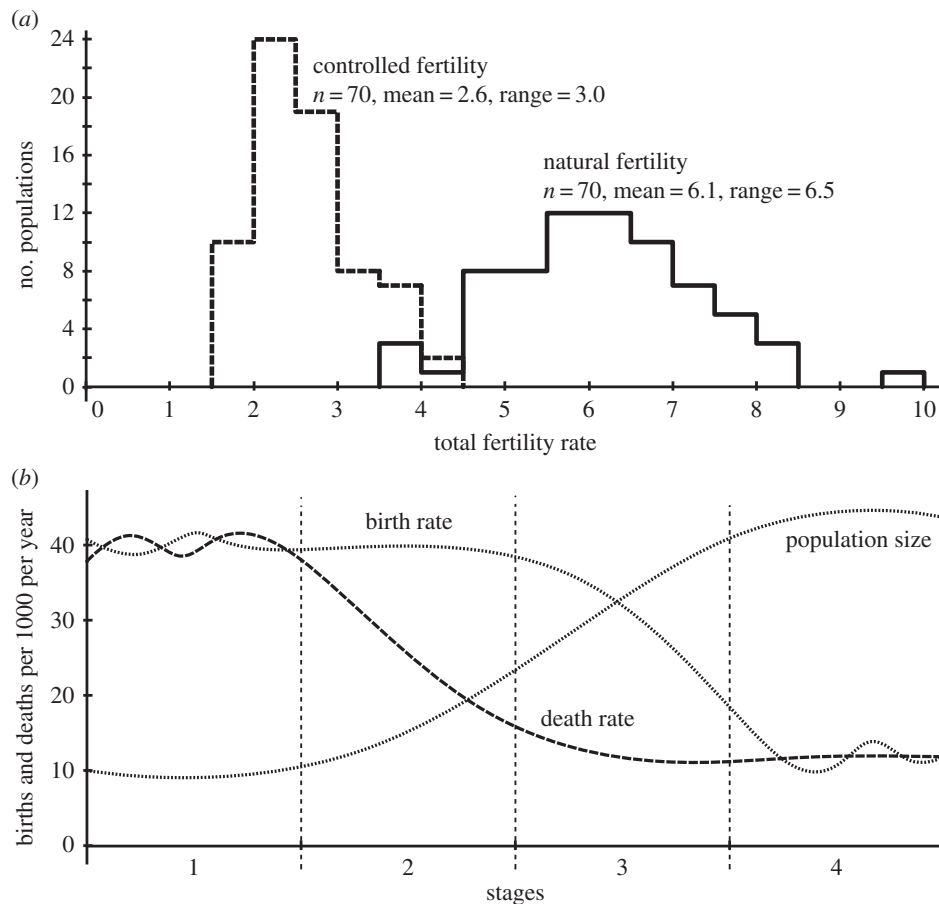 (a)
24
20
16
12
8
4
0
no. populations
controlled fertility
n = 70, mean = 2.6, range = 3.0
natural fertility
n = 70, mean = 6.1, range = 6.5
0 1 2 3 4 5 6 7 8 9 10
total fertility rate
(b)
births and deaths per 1000 per year
40
30
20
10
0
birth rate
population size
death rate
1 2 3 4
stages